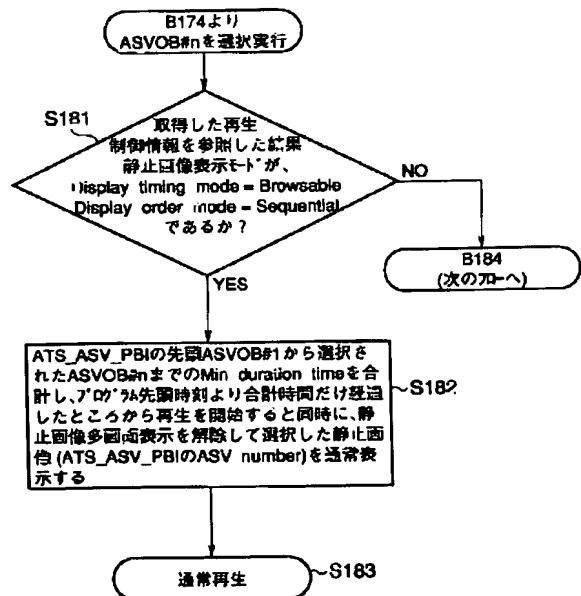 B174より
ASVOB#nを選択実行
S181
取得した再生
制御情報を参照した結果
静止画像表示モードが、
Display timing mode = Browsable
Display order mode = Sequential
であるか?
NO
B184
(次のフローへ)
YES
ATS_ASV_PBIの先頭ASVOB#1から選択さ
れたASVOB#nまでのMin duration timeを合
計し、プログラム先頭時刻より合計時間だけ経過
したところから再生を開始すると同時に、静
止画像多画面表示を解除して選択した静止画
像(ATS_ASV_PBIのASV number)を通常表
示する
S182
通常再生
S183